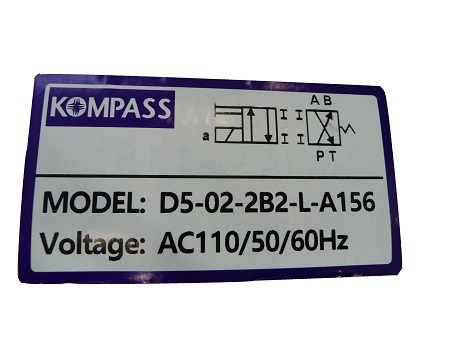 KOMPASS
A B
a
P T
MODEL: D5-02-2B2-L-A156
Voltage: AC110/50/60Hz